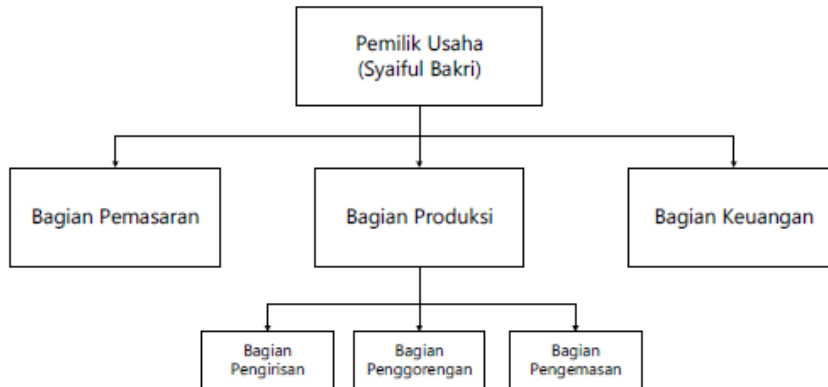 Pemilik Usaha
(Syaiful Bakri)
Bagian Pemasaran
Bagian Produksi
Bagian Keuangan
Bagian
Pengirisan
Bagian
Penggorengan
Bagian
Pengemasan